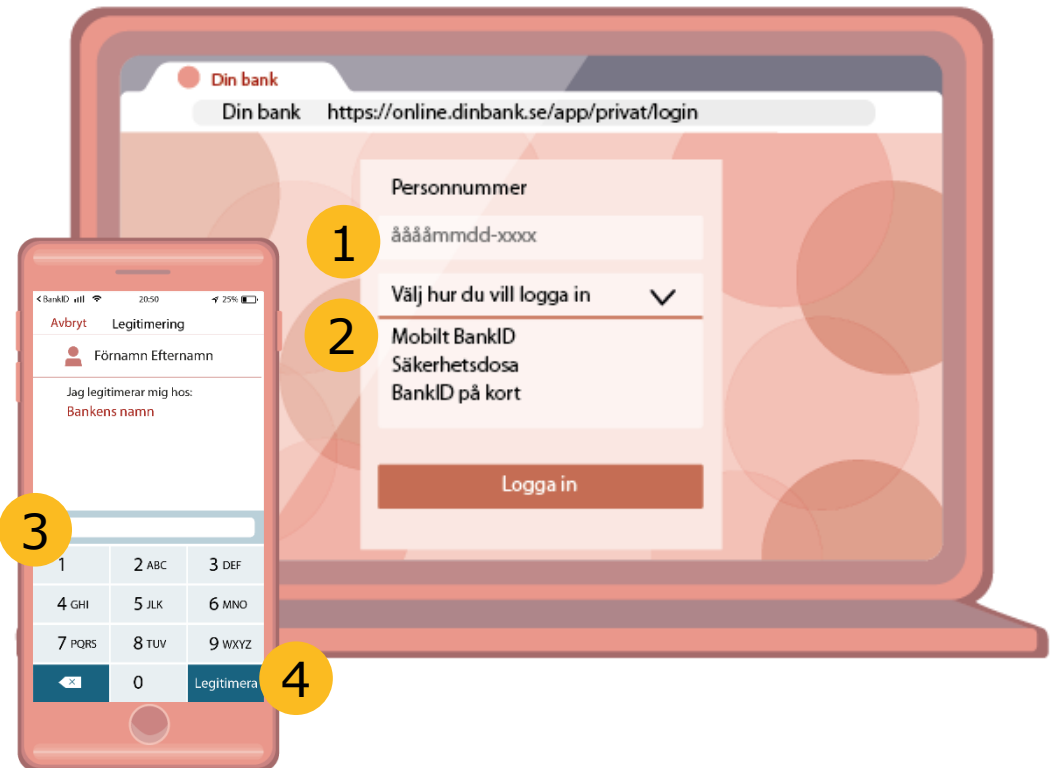 Din bank
Din bank https://online.dinbank.se/app/privat/login
Personnummer
1
ååååmmdd-xxxx
Välj hur du vill logga in
2
Mobilt BankID
Säkerhetsdosa
BankID på kort
Logga in
BankID 20:50 25%
Avbryt Legitimering
Förnamn Efternamn
Jag legitimerar mig hos:
Bankens namn
3
1 2 ABC 3 DEF
4 GHI 5 JLK 6 MNO
7 PQRS 8 TUV 9 WXYZ
0 Legitimera
4